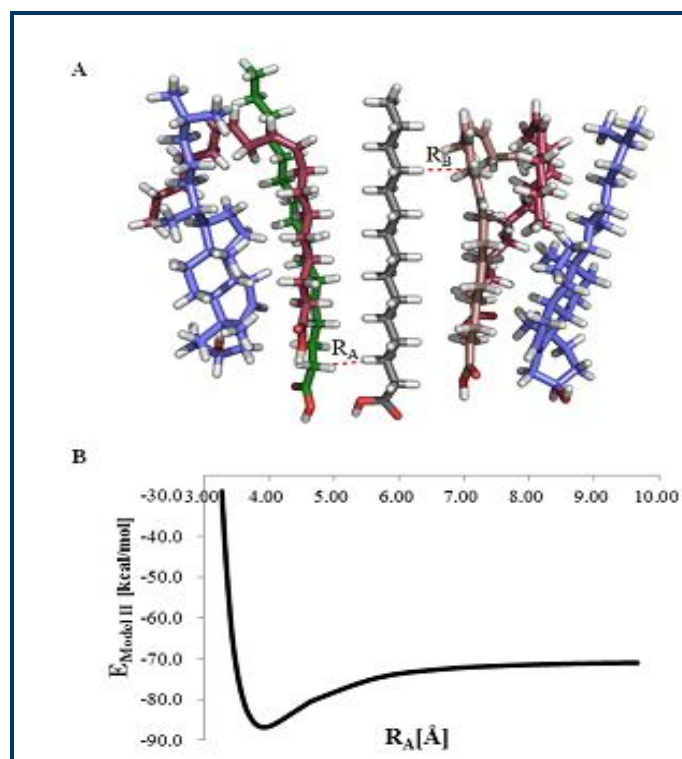 A
R_B
R_A
B
3.00 4.00 5.00 6.00 7.00 8.00 9.00 10.00
-30.0
-40.0
-50.0
-60.0
-70.0
-80.0
-90.0
E_Model II [kcal/mol]
R_A[Å]